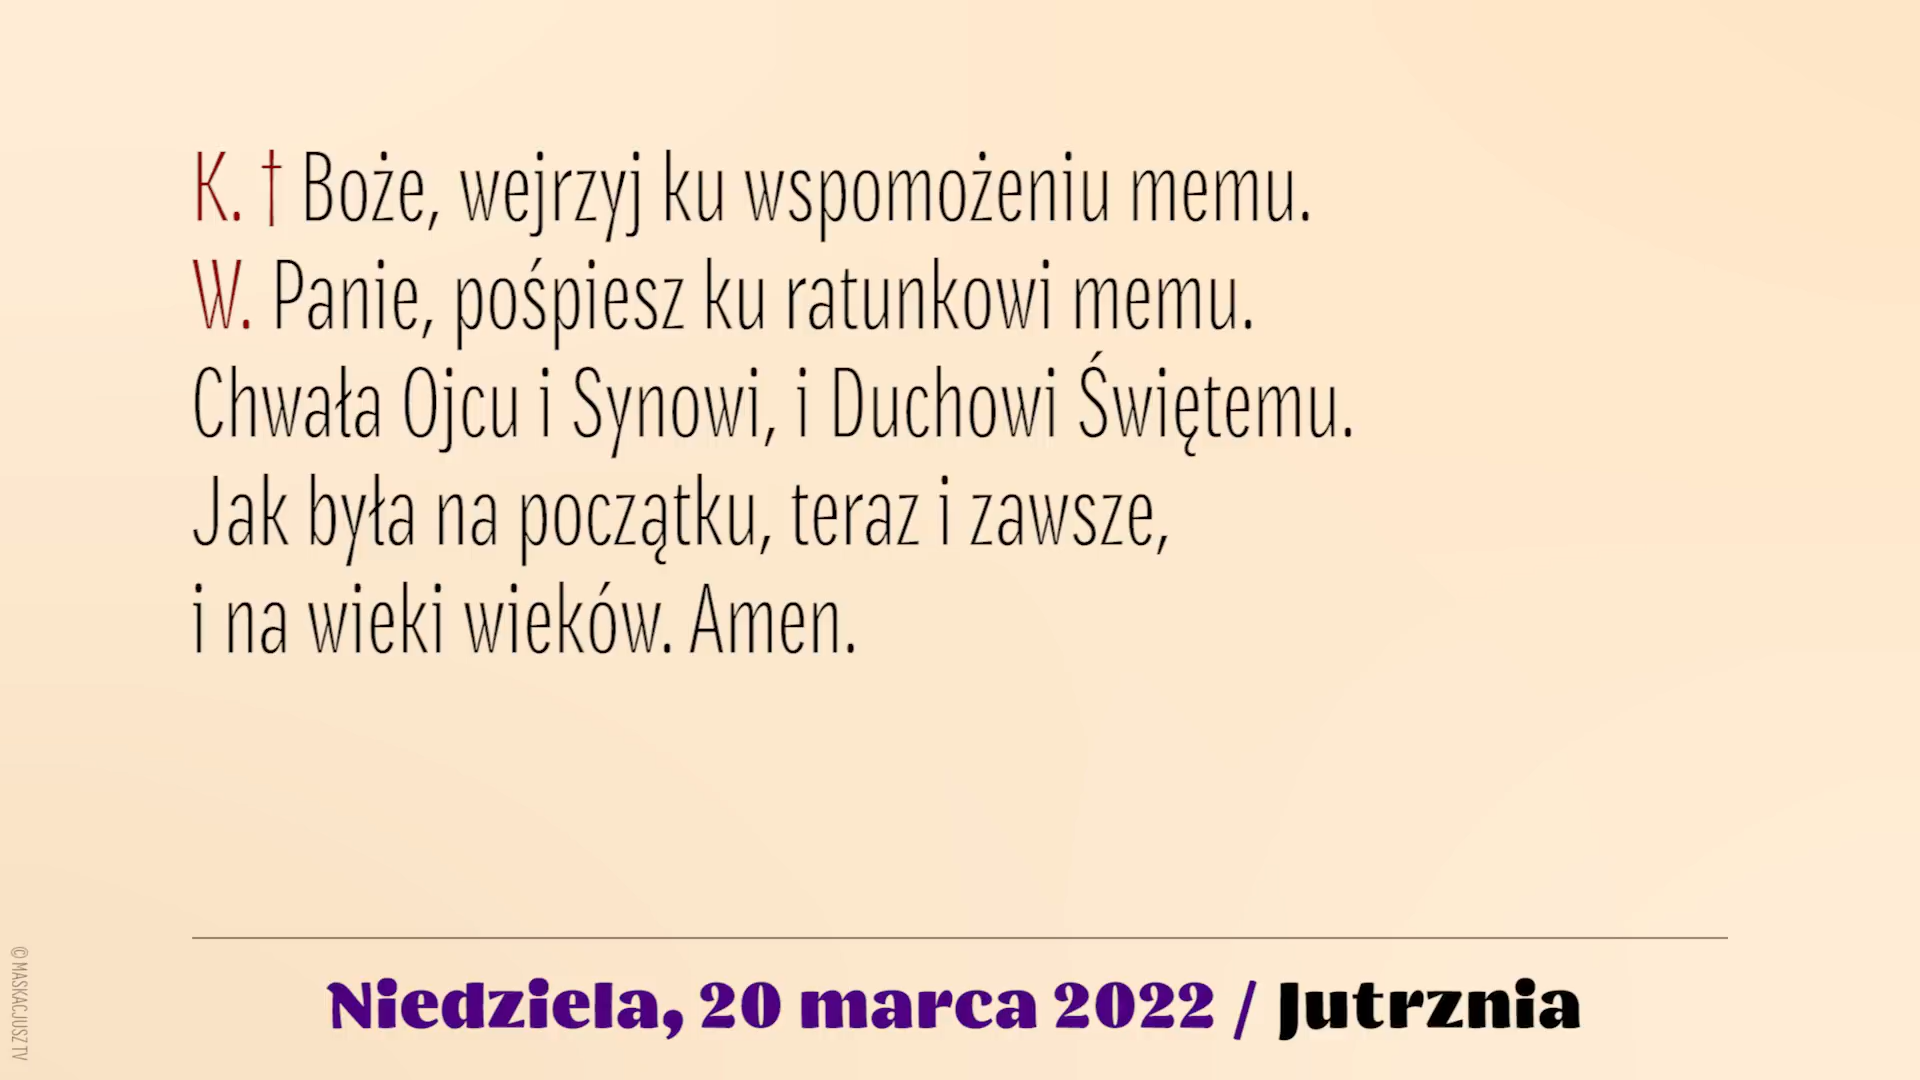 K. † Boże, wejrzyj ku wspomożeniu memu.
W. Panie, pośpiesz ku ratunkowi memu.
Chwała Ojcu i Synowi, i Duchowi Świętemu.
Jak była na początku, teraz i zawsze,
i na wieki wieków. Amen.
Niedziela, 20 marca 2022 / Jutrznia
© MASKACJUSZ TV